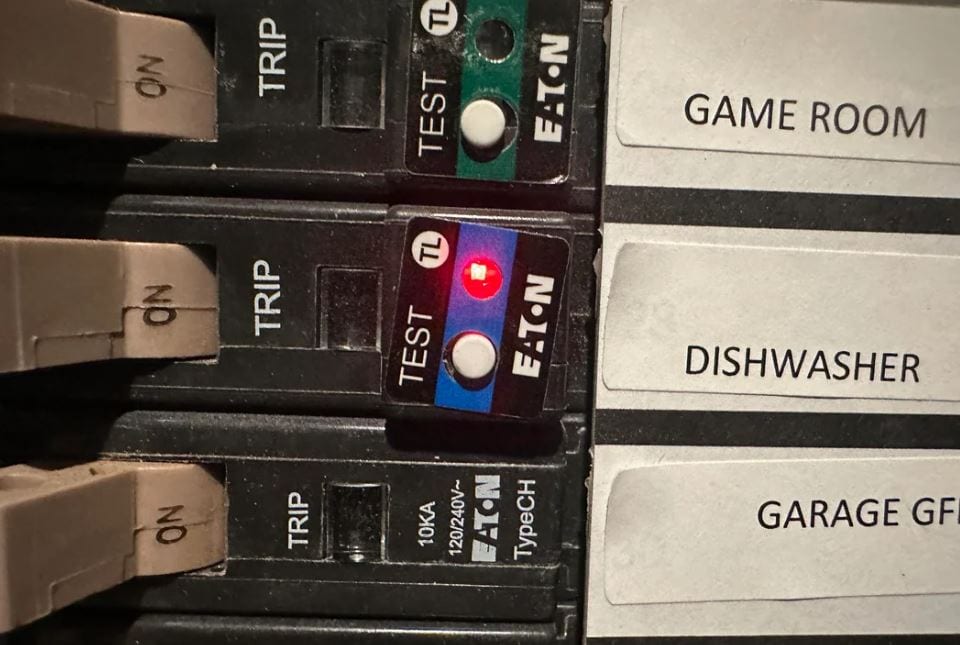 ON
TRIP
TEST
TL
EATON
GAME ROOM
ON
TRIP
TEST
TL
EATON
DISHWASHER
ON
TRIP
10KA
120/240V~
EATON
TypeCH
GARAGE GFI